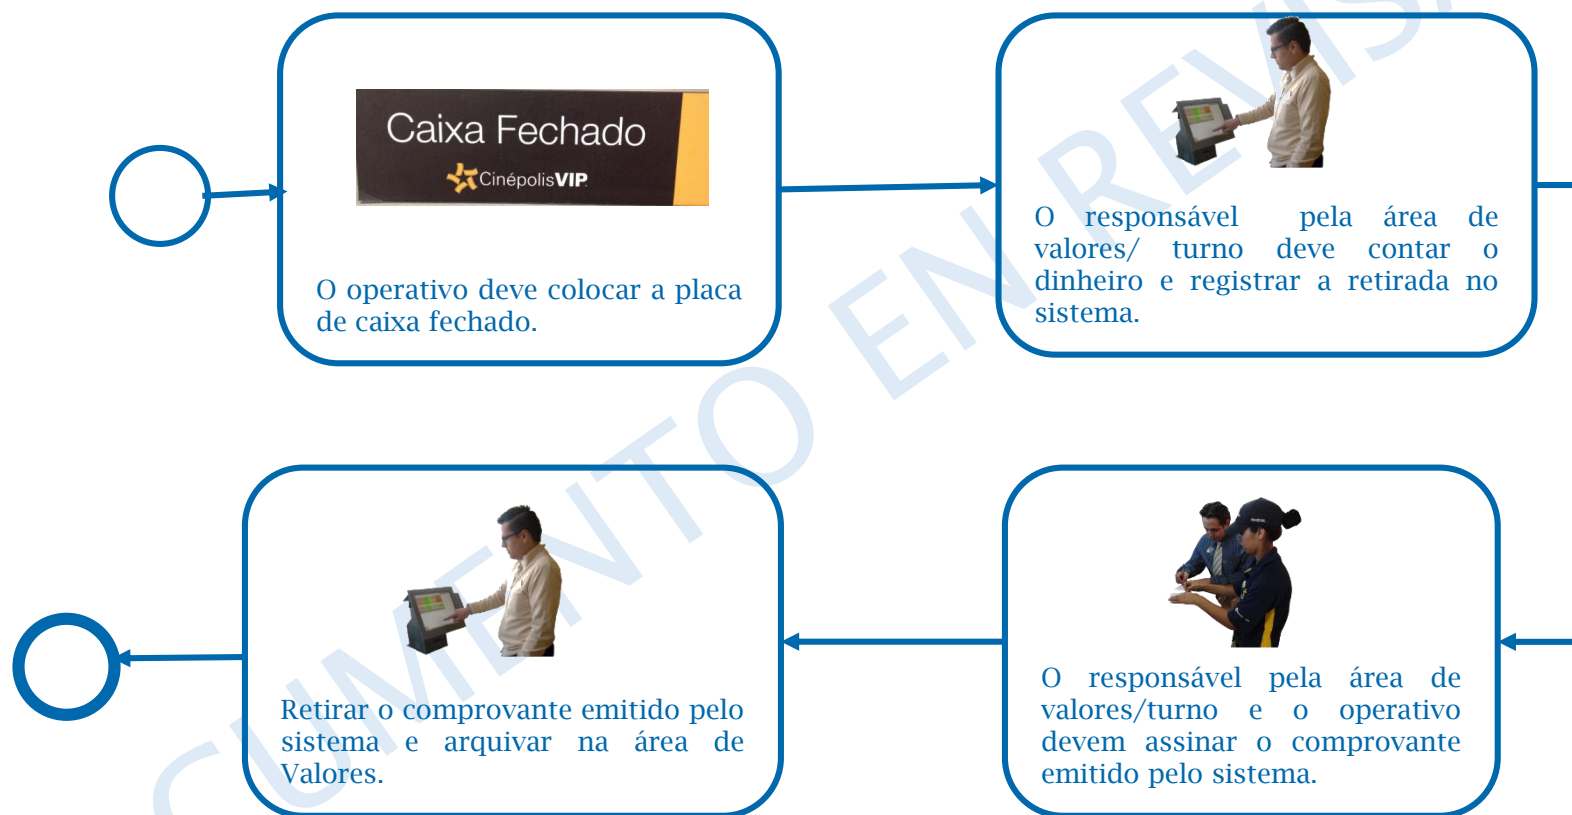 Caixa Fechado
CinépolisVIP.
O operativo deve colocar a placa
de caixa fechado.
O responsável pela área de
valores/ turno deve contar o
dinheiro e registrar a retirada no
sistema.
Retirar o comprovante emitido pelo
sistema e arquivar na área de
Valores.
O responsável pela área de
valores/turno e o operativo
devem assinar o comprovante
emitido pelo sistema.
CUMENTO EN REVISA